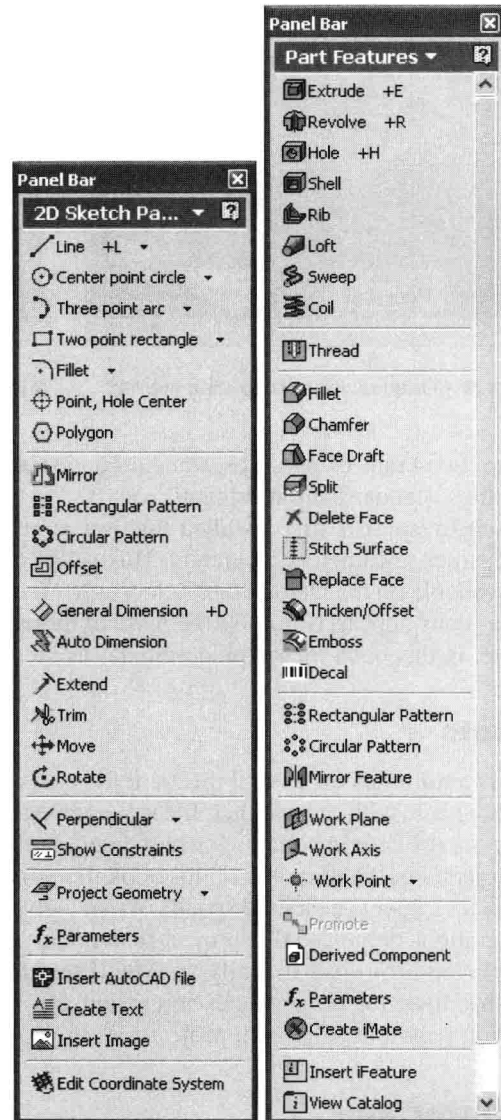 Panel Bar
2D Sketch Pa...
Line +L
Center point circle
Three point arc
Two point rectangle
Fillet
Point, Hole Center
Polygon
Mirror
Rectangular Pattern
Circular Pattern
Offset
General Dimension +D
Auto Dimension
Extend
Trim
Move
Rotate
Perpendicular
Show Constraints
Project Geometry
fx Parameters
Insert AutoCAD file
Create Text
Insert Image
Edit Coordinate System
Panel Bar
Part Features
Extrude +E
Revolve +R
Hole +H
Shell
Rib
Loft
Sweep
Coil
Thread
Fillet
Chamfer
Face Draft
Split
Delete Face
Stitch Surface
Replace Face
Thicken/Offset
Emboss
Decal
Rectangular Pattern
Circular Pattern
Mirror Feature
Work Plane
Work Axis
Work Point
Promote
Derived Component
fx Parameters
Create iMate
Insert iFeature
View Catalog